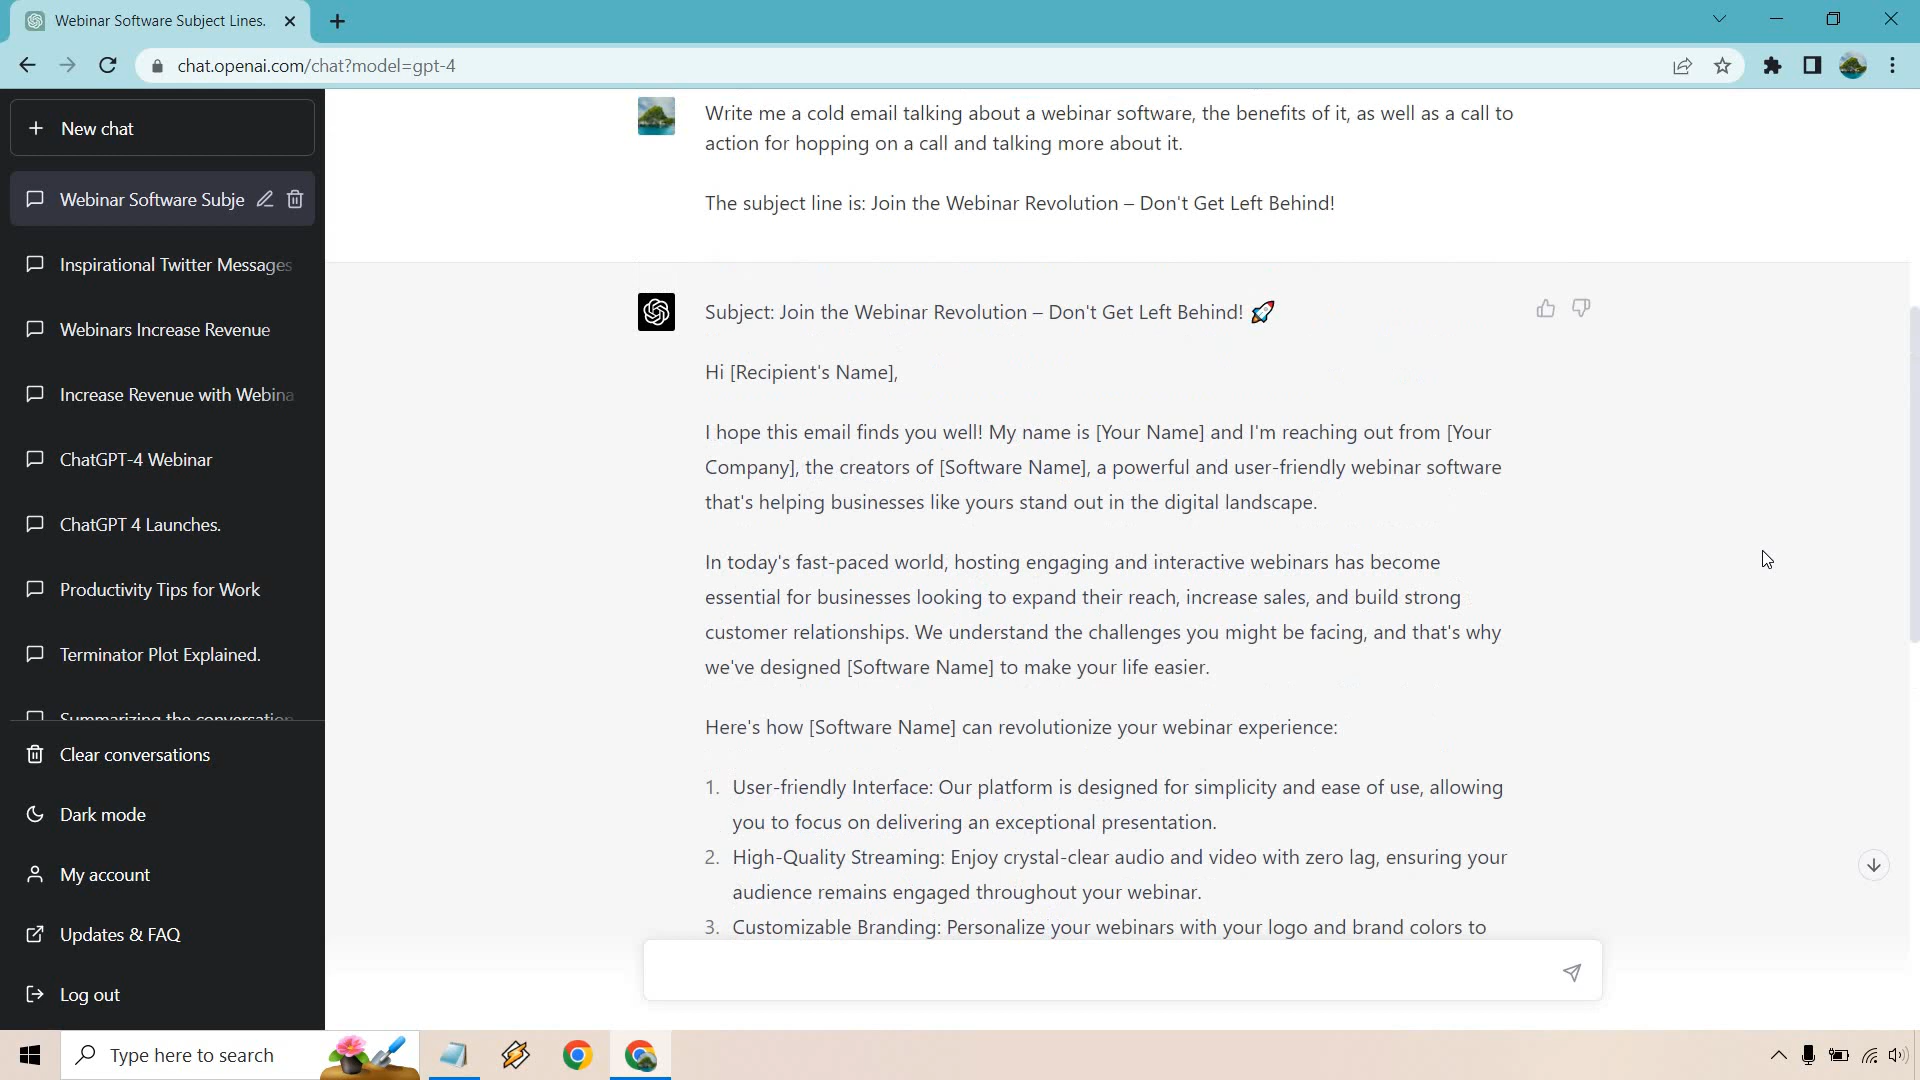 Webinar Software Subject Lines.
chat.openai.com/chat?model=gpt-4
New chat
Webinar Software Subje
Inspirational Twitter Messages
Webinars Increase Revenue
Increase Revenue with Webina
ChatGPT-4 Webinar
ChatGPT 4 Launches.
Productivity Tips for Work
Terminator Plot Explained.
Summarizing the conversation
Clear conversations
Dark mode
My account
Updates & FAQ
Log out
Write me a cold email talking about a webinar software, the benefits of it, as well as a call to
action for hopping on a call and talking more about it.
The subject line is: Join the Webinar Revolution – Don't Get Left Behind!
Subject: Join the Webinar Revolution – Don't Get Left Behind! 🚀
Hi [Recipient's Name],
I hope this email finds you well! My name is [Your Name] and I'm reaching out from [Your
Company], the creators of [Software Name], a powerful and user-friendly webinar software
that's helping businesses like yours stand out in the digital landscape.
In today's fast-paced world, hosting engaging and interactive webinars has become
essential for businesses looking to expand their reach, increase sales, and build strong
customer relationships. We understand the challenges you might be facing, and that's why
we've designed [Software Name] to make your life easier.
Here's how [Software Name] can revolutionize your webinar experience:
1. User-friendly Interface: Our platform is designed for simplicity and ease of use, allowing
you to focus on delivering an exceptional presentation.
2. High-Quality Streaming: Enjoy crystal-clear audio and video with zero lag, ensuring your
audience remains engaged throughout your webinar.
3. Customizable Branding: Personalize your webinars with your logo and brand colors to
Type here to search